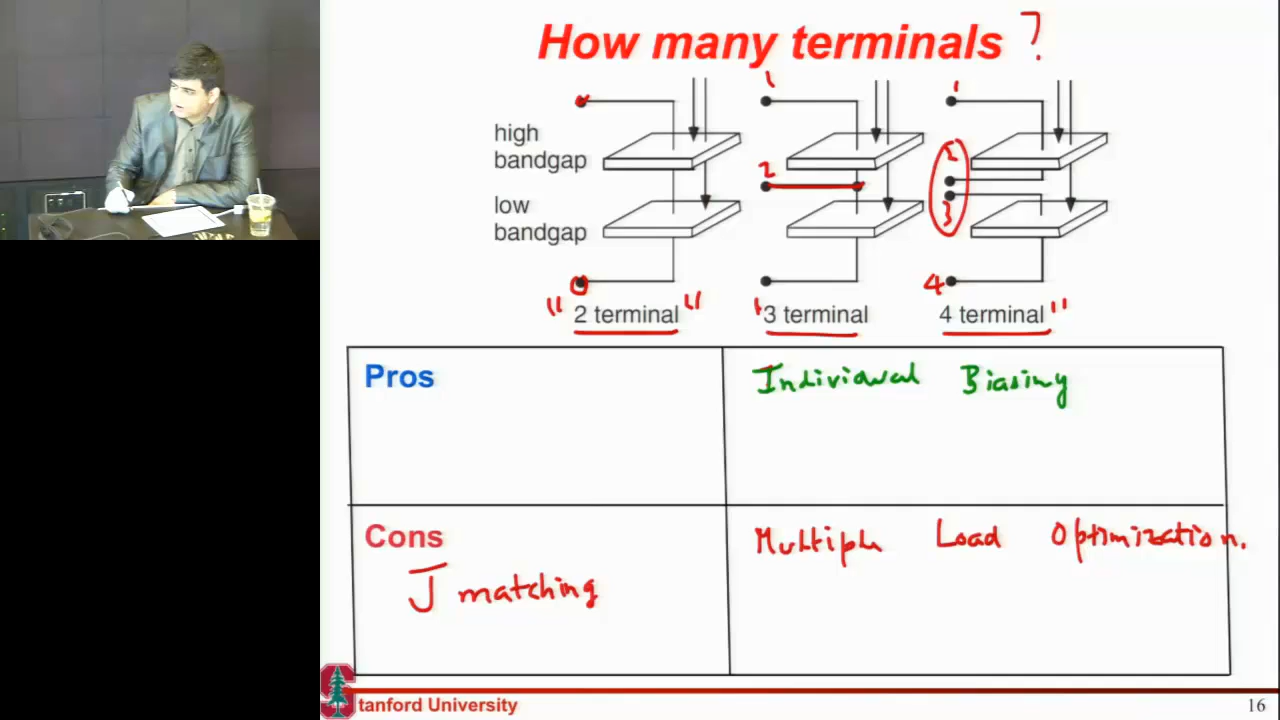 How many terminals ?
1
1
high
bandgap
2
2
low
bandgap
3
4
"2 terminal"
'3 terminal
4 terminal"
Pros
Individual Biasing
Cons
Multiple Load Optimization.
J matching
Stanford University
16